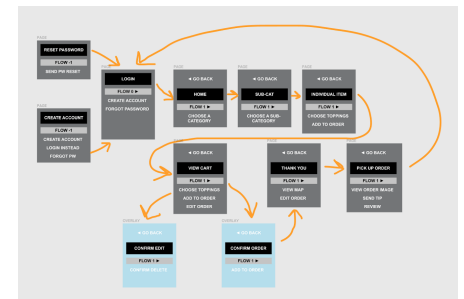 PAGE
RESET PASSWORD
FLOW -1
SEND PW RESET
PAGE
LOGIN
FLOW 0 ►
CREATE ACCOUNT
FORGOT PASSWORD
PAGE
◄ GO BACK
HOME
FLOW 1 ►
CHOOSE A
CATEGORY
PAGE
◄ GO BACK
SUB-CAT
FLOW 1 ►
CHOOSE A SUB-
CATEGORY
PAGE
◄ GO BACK
INDIVIDUAL ITEM
FLOW 1 ►
CHOOSE TOPPINGS
ADD TO ORDER
PAGE
CREATE ACCOUNT
FLOW -1
CREATE ACCOUNT
LOGIN INSTEAD
FORGOT PW
PAGE
◄ GO BACK
VIEW CART
FLOW 1 ►
CHOOSE TOPPINGS
ADD TO ORDER
EDIT ORDER
PAGE
◄ GO BACK
THANK YOU
FLOW 1 ►
VIEW MAP
EDIT ORDER
PAGE
◄ GO BACK
PICK UP ORDER
FLOW 1 ►
VIEW ORDER IMAGE
SEND TIP
REVIEW
OVERLAY
◄ GO BACK
CONFIRM EDIT
FLOW 1 ►
CONFIRM DELETE
OVERLAY
◄ GO BACK
CONFIRM ORDER
FLOW 1 ►
ADD TO ORDER